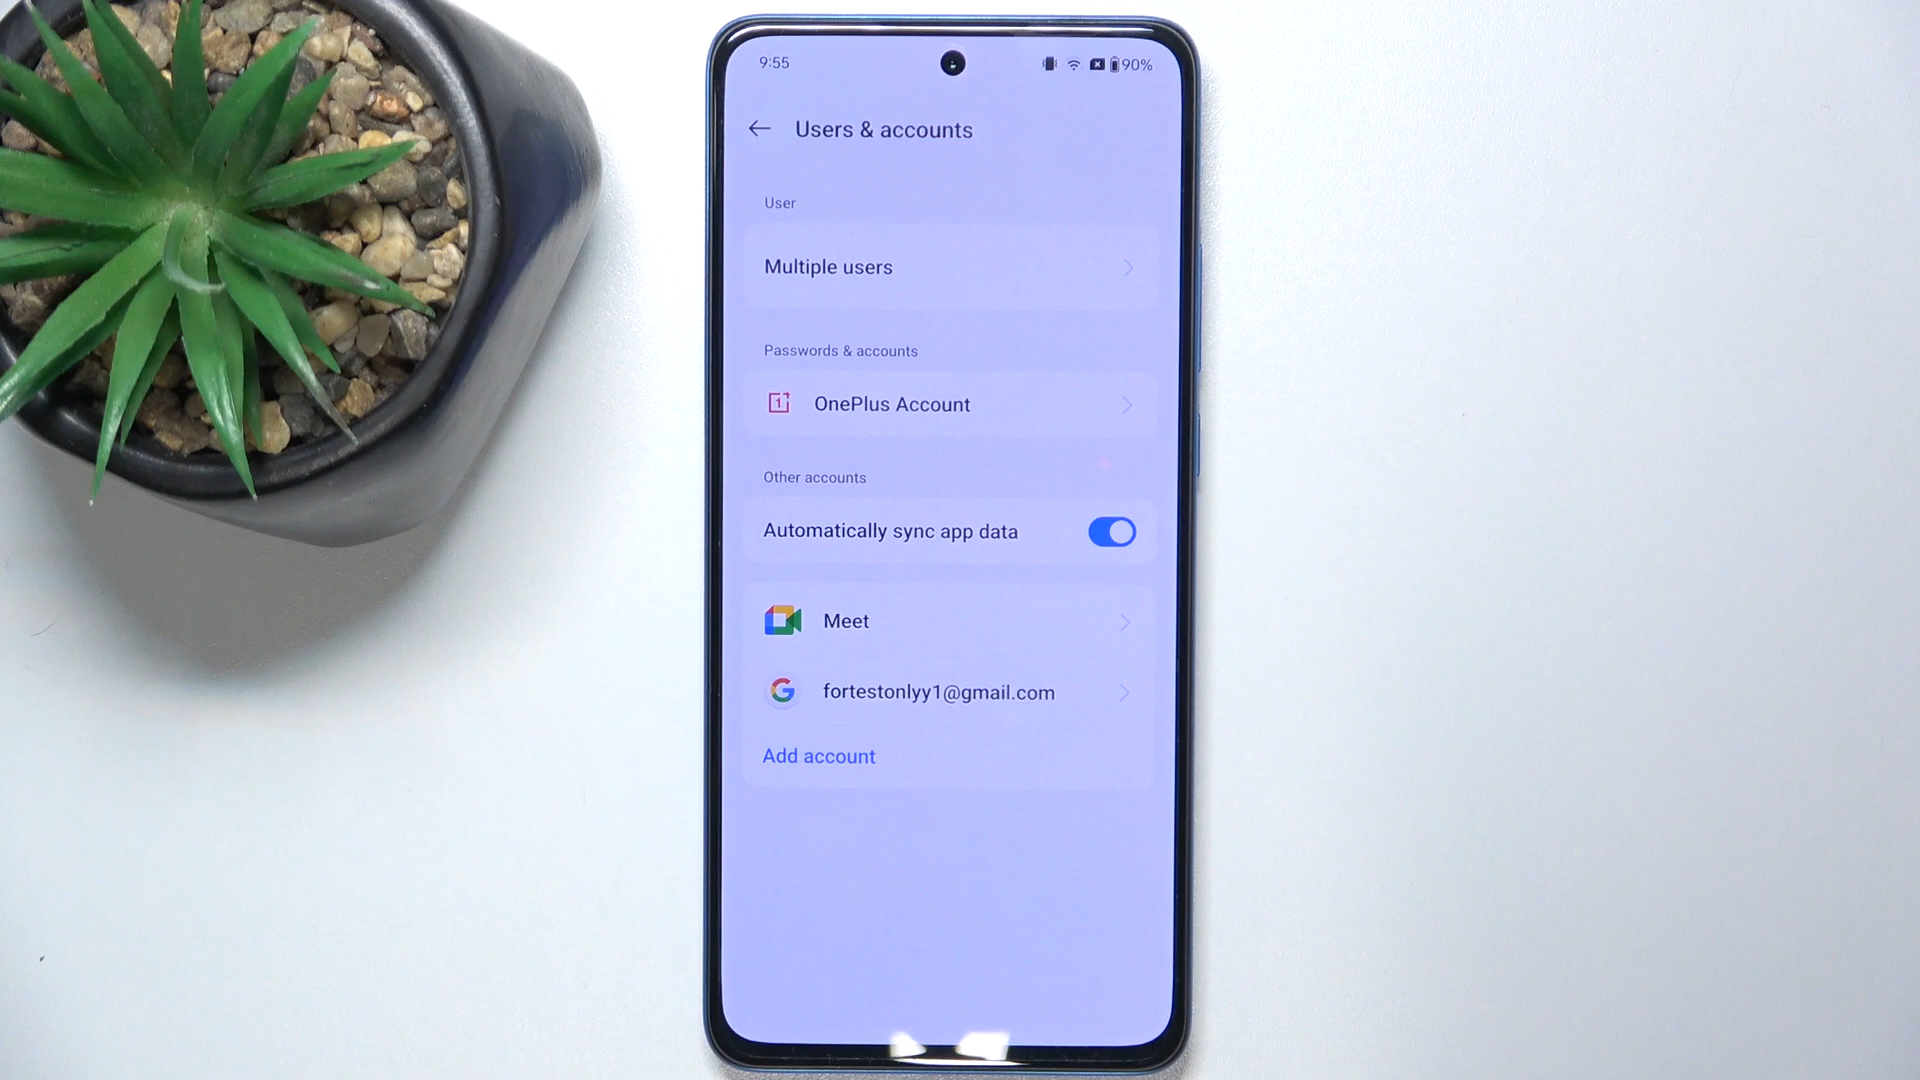 9:55
90%
Users & accounts
User
Multiple users
Passwords & accounts
OnePlus Account
Other accounts
Automatically sync app data
Meet
fortestonlyy1@gmail.com
Add account